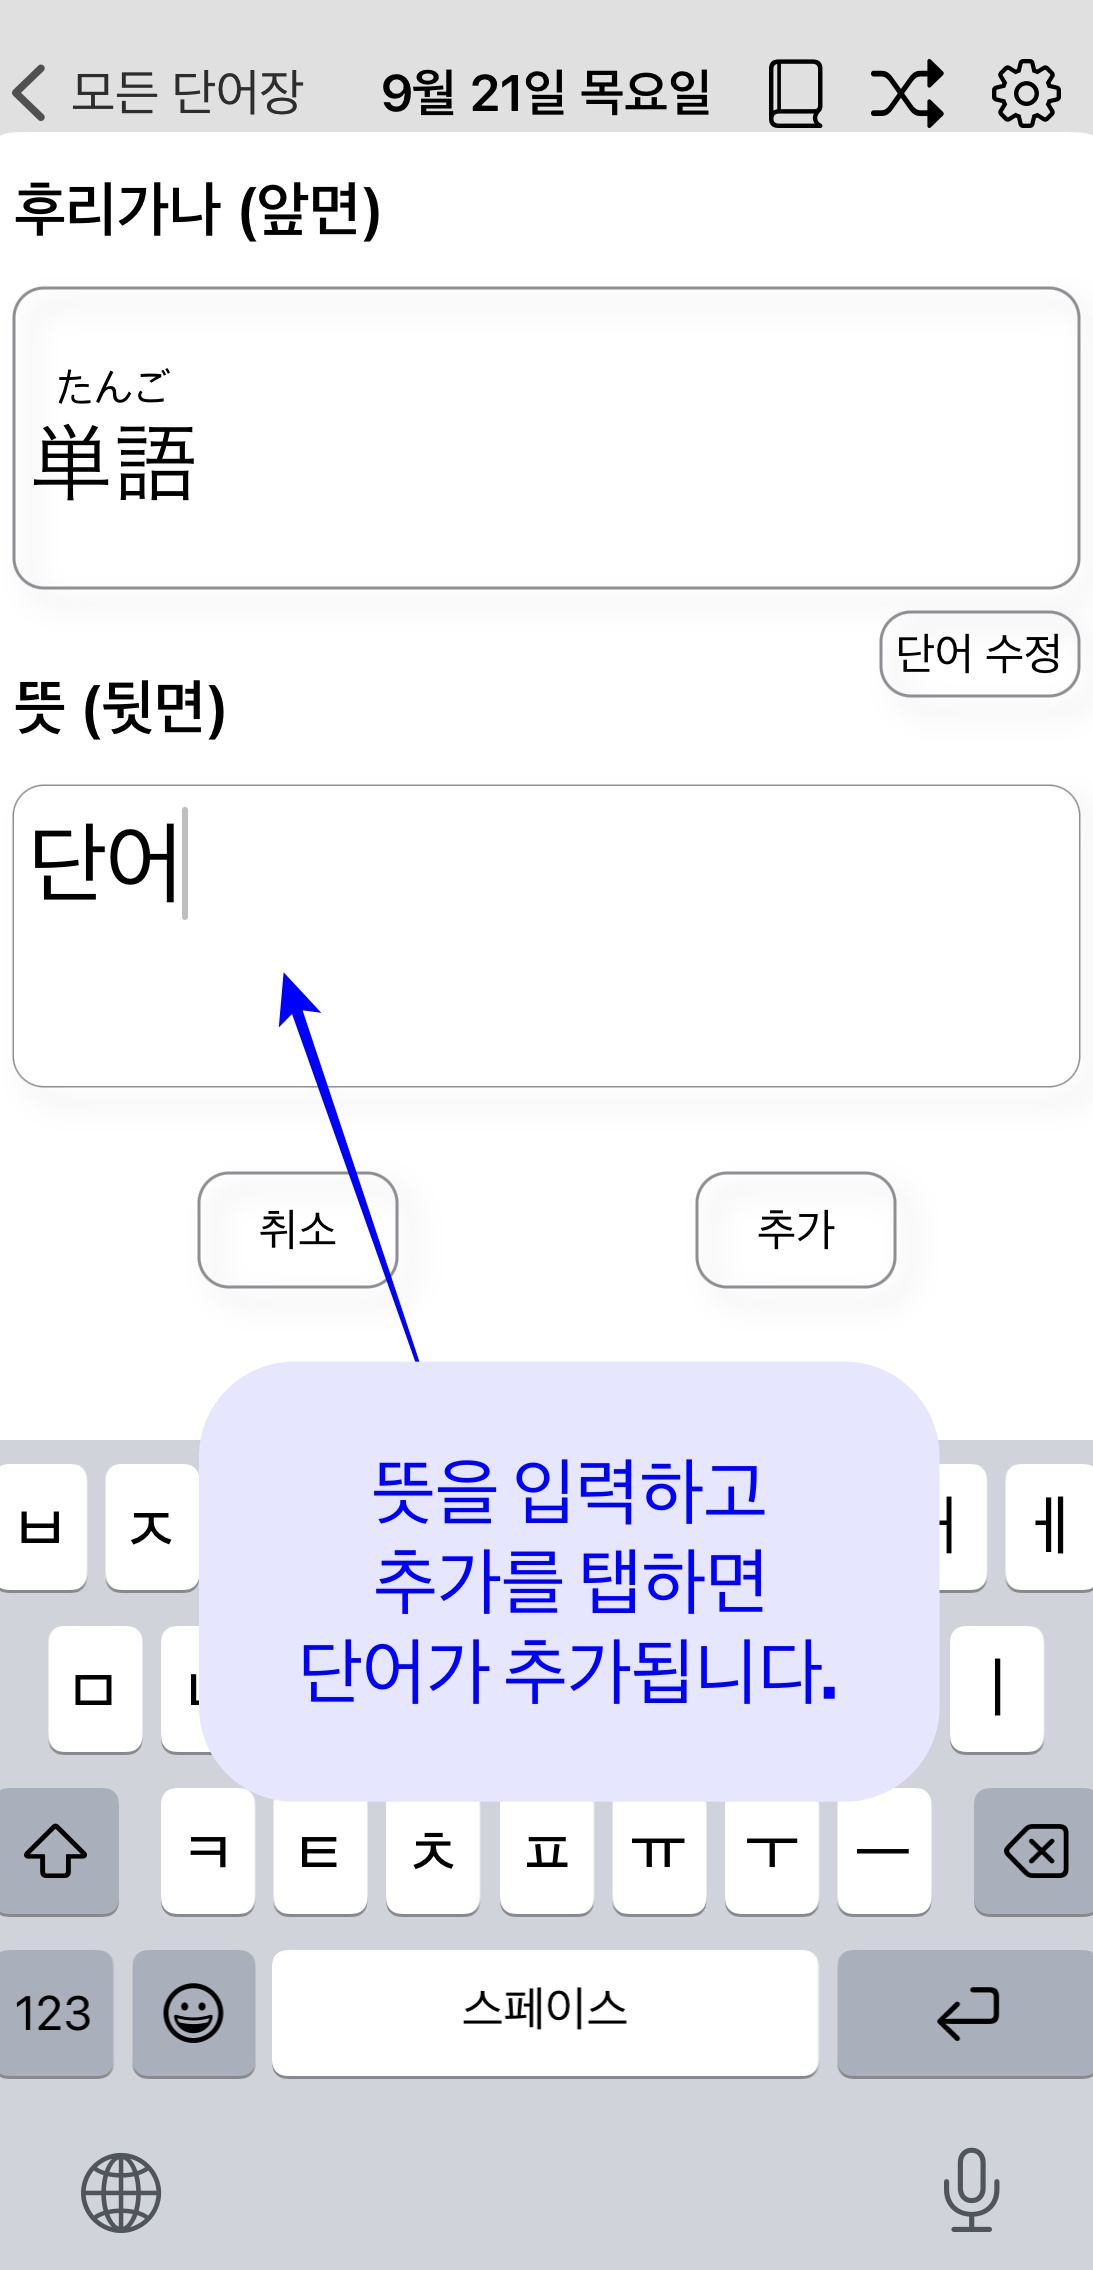 모든 단어장 9월 21일 목요일
후리가나 (앞면)
たんご
単語
단어 수정
뜻 (뒷면)
단어
취소 추가
뜻을 입력하고
추가를 탭하면
단어가 추가됩니다.
ㅂ ㅈ ㅔ
ㅁ ㅣ
ㅋ ㅌ ㅊ ㅍ ㅠ ㅜ ㅡ
123 스페이스